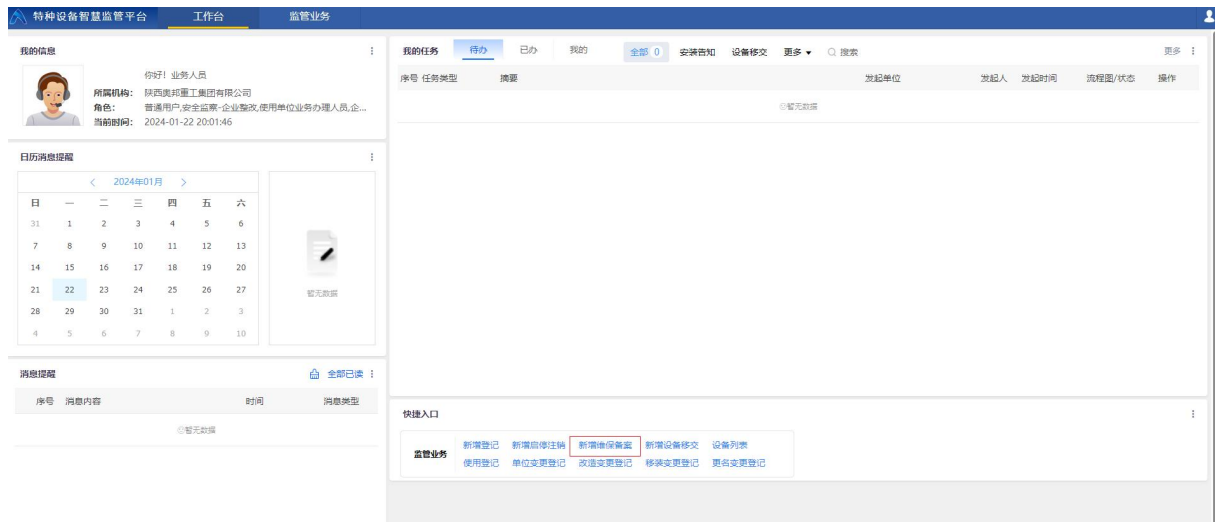 特种设备智慧监管平台 工作台 监管业务
我的信息
你好！业务人员
所属机构： 陕西奥邦重工集团有限公司
角色： 普通用户,安全监察-企业整改,使用单位业务办理人员,企...
当前时间： 2024-01-22 20:01:46
日历消息提醒
2024年01月
日 一 二 三 四 五 六
31 1 2 3 4 5 6
7 8 9 10 11 12 13
14 15 16 17 18 19 20
21 22 23 24 25 26 27
28 29 30 31 1 2 3
4 5 6 7 8 9 10
暂无数据
消息提醒 全部已读
序号 消息内容 时间 消息类型
暂无数据
我的任务 待办 已办 我的 全部 0 安装告知 设备移交 更多 搜索 更多
序号 任务类型 摘要 发起单位 发起人 发起时间 流程图/状态 操作
暂无数据
快捷入口
监管业务
新增登记 新增启停注销 新增维保备案 新增设备移交 设备列表
使用登记 单位变更登记 改造变更登记 移装变更登记 更名变更登记